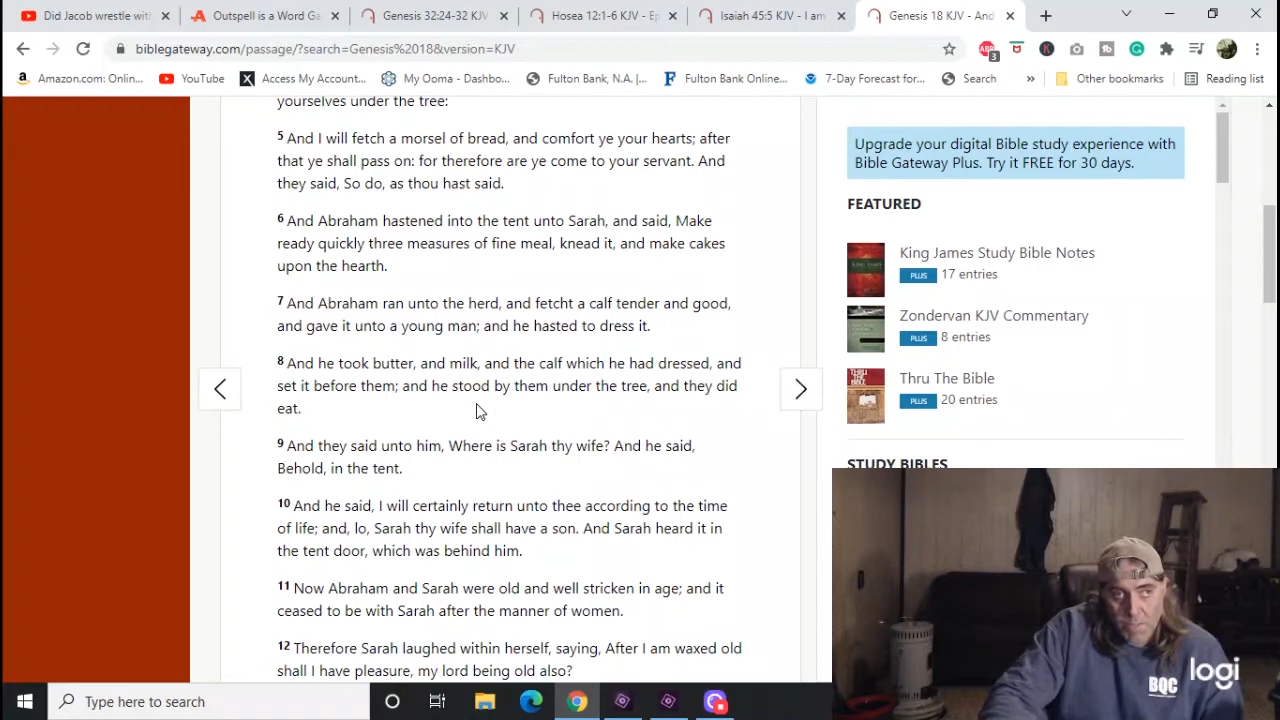 Did Jacob wrestle wit
Outspell is a Word Ga
Genesis 32:24-32 KJV
Hosea 12:1-6 KJV - Ep
Isaiah 45:5 KJV - I am
Genesis 18 KJV - And
biblegateway.com/passage/?search=Genesis%2018&version=KJV
ABP
3
K
Amazon.com: Onlin...
YouTube
Access My Account...
My Ooma - Dashbo...
Fulton Bank, N.A. |...
Fulton Bank Online...
7-Day Forecast for...
Search
»
Other bookmarks
Reading list
yourselves under the tree:
5 And I will fetch a morsel of bread, and comfort ye your hearts; after
that ye shall pass on: for therefore are ye come to your servant. And
they said, So do, as thou hast said.
6 And Abraham hastened into the tent unto Sarah, and said, Make
ready quickly three measures of fine meal, knead it, and make cakes
upon the hearth.
7 And Abraham ran unto the herd, and fetcht a calf tender and good,
and gave it unto a young man; and he hasted to dress it.
8 And he took butter, and milk, and the calf which he had dressed, and
set it before them; and he stood by them under the tree, and they did
eat.
9 And they said unto him, Where is Sarah thy wife? And he said,
Behold, in the tent.
10 And he said, I will certainly return unto thee according to the time
of life; and, lo, Sarah thy wife shall have a son. And Sarah heard it in
the tent door, which was behind him.
11 Now Abraham and Sarah were old and well stricken in age; and it
ceased to be with Sarah after the manner of women.
12 Therefore Sarah laughed within herself, saying, After I am waxed old
shall I have pleasure, my lord being old also?
Upgrade your digital Bible study experience with
Bible Gateway Plus. Try it FREE for 30 days.
FEATURED
King James Study Bible Notes
PLUS 17 entries
Zondervan KJV Commentary
PLUS 8 entries
Thru The Bible
PLUS 20 entries
STUDY BIBLES
BQC
logi
Type here to search